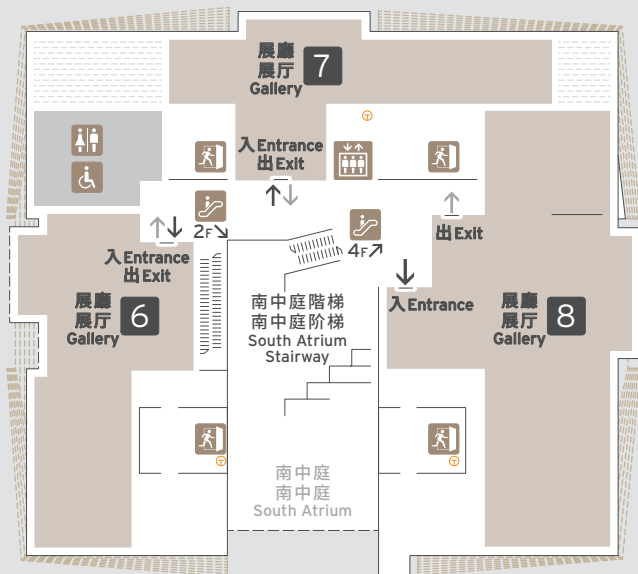 展廳
展厅
Gallery
7
入Entrance
出Exit
2F↘
4F↗
出Exit
入Entrance
出Exit
入Entrance
展廳
展厅
Gallery
6
南中庭階梯
南中庭阶梯
South Atrium
Stairway
展廳
展厅
Gallery
8
南中庭
南中庭
South Atrium